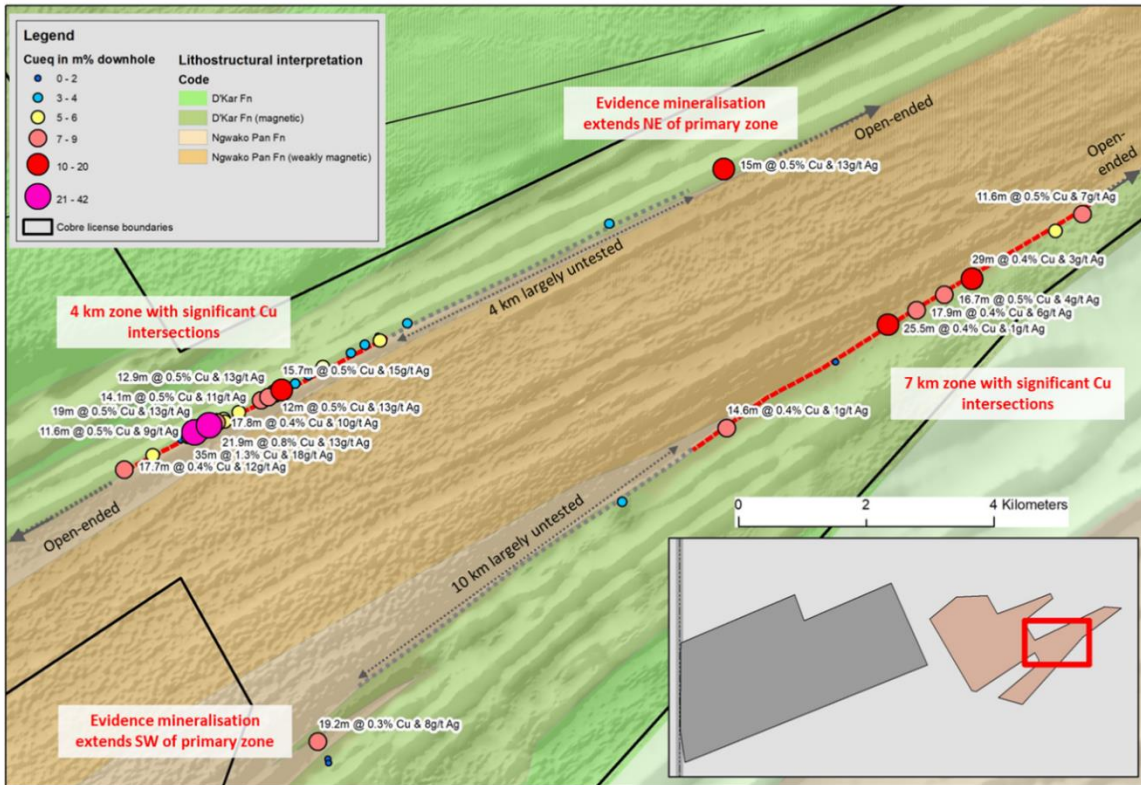 Legend
Cueq in m% downhole
0 - 2
3 - 4
5 - 6
7 - 9
10 - 20
21 - 42
Cobre license boundaries
Lithostructural interpretation
Code
D'Kar Fn
D'Kar Fn (magnetic)
Ngwako Pan Fn
Ngwako Pan Fn (weakly magnetic)
Evidence mineralisation
extends NE of primary zone
Open-ended
Open-
ended
15m @ 0.5% Cu & 13g/t Ag
11.6m @ 0.5% Cu & 7g/t Ag
29m @ 0.4% Cu & 3g/t Ag
16.7m @ 0.5% Cu & 4g/t Ag
17.9m @ 0.4% Cu & 6g/t Ag
25.5m @ 0.4% Cu & 1g/t Ag
4 km largely untested
4 km zone with significant Cu
intersections
12.9m @ 0.5% Cu & 13g/t Ag
15.7m @ 0.5% Cu & 15g/t Ag
14.1m @ 0.5% Cu & 11g/t Ag
12m @ 0.5% Cu & 13g/t Ag
19m @ 0.5% Cu & 13g/t Ag
17.8m @ 0.4% Cu & 10g/t Ag
11.6m @ 0.5% Cu & 9g/t Ag
21.9m @ 0.8% Cu & 13g/t Ag
35m @ 1.3% Cu & 18g/t Ag
17.7m @ 0.4% Cu & 12g/t Ag
Open-ended
7 km zone with significant Cu
intersections
14.6m @ 0.4% Cu & 1g/t Ag
10 km largely untested
0
2
4 Kilometers
Evidence mineralisation
extends SW of primary zone
19.2m @ 0.3% Cu & 8g/t Ag